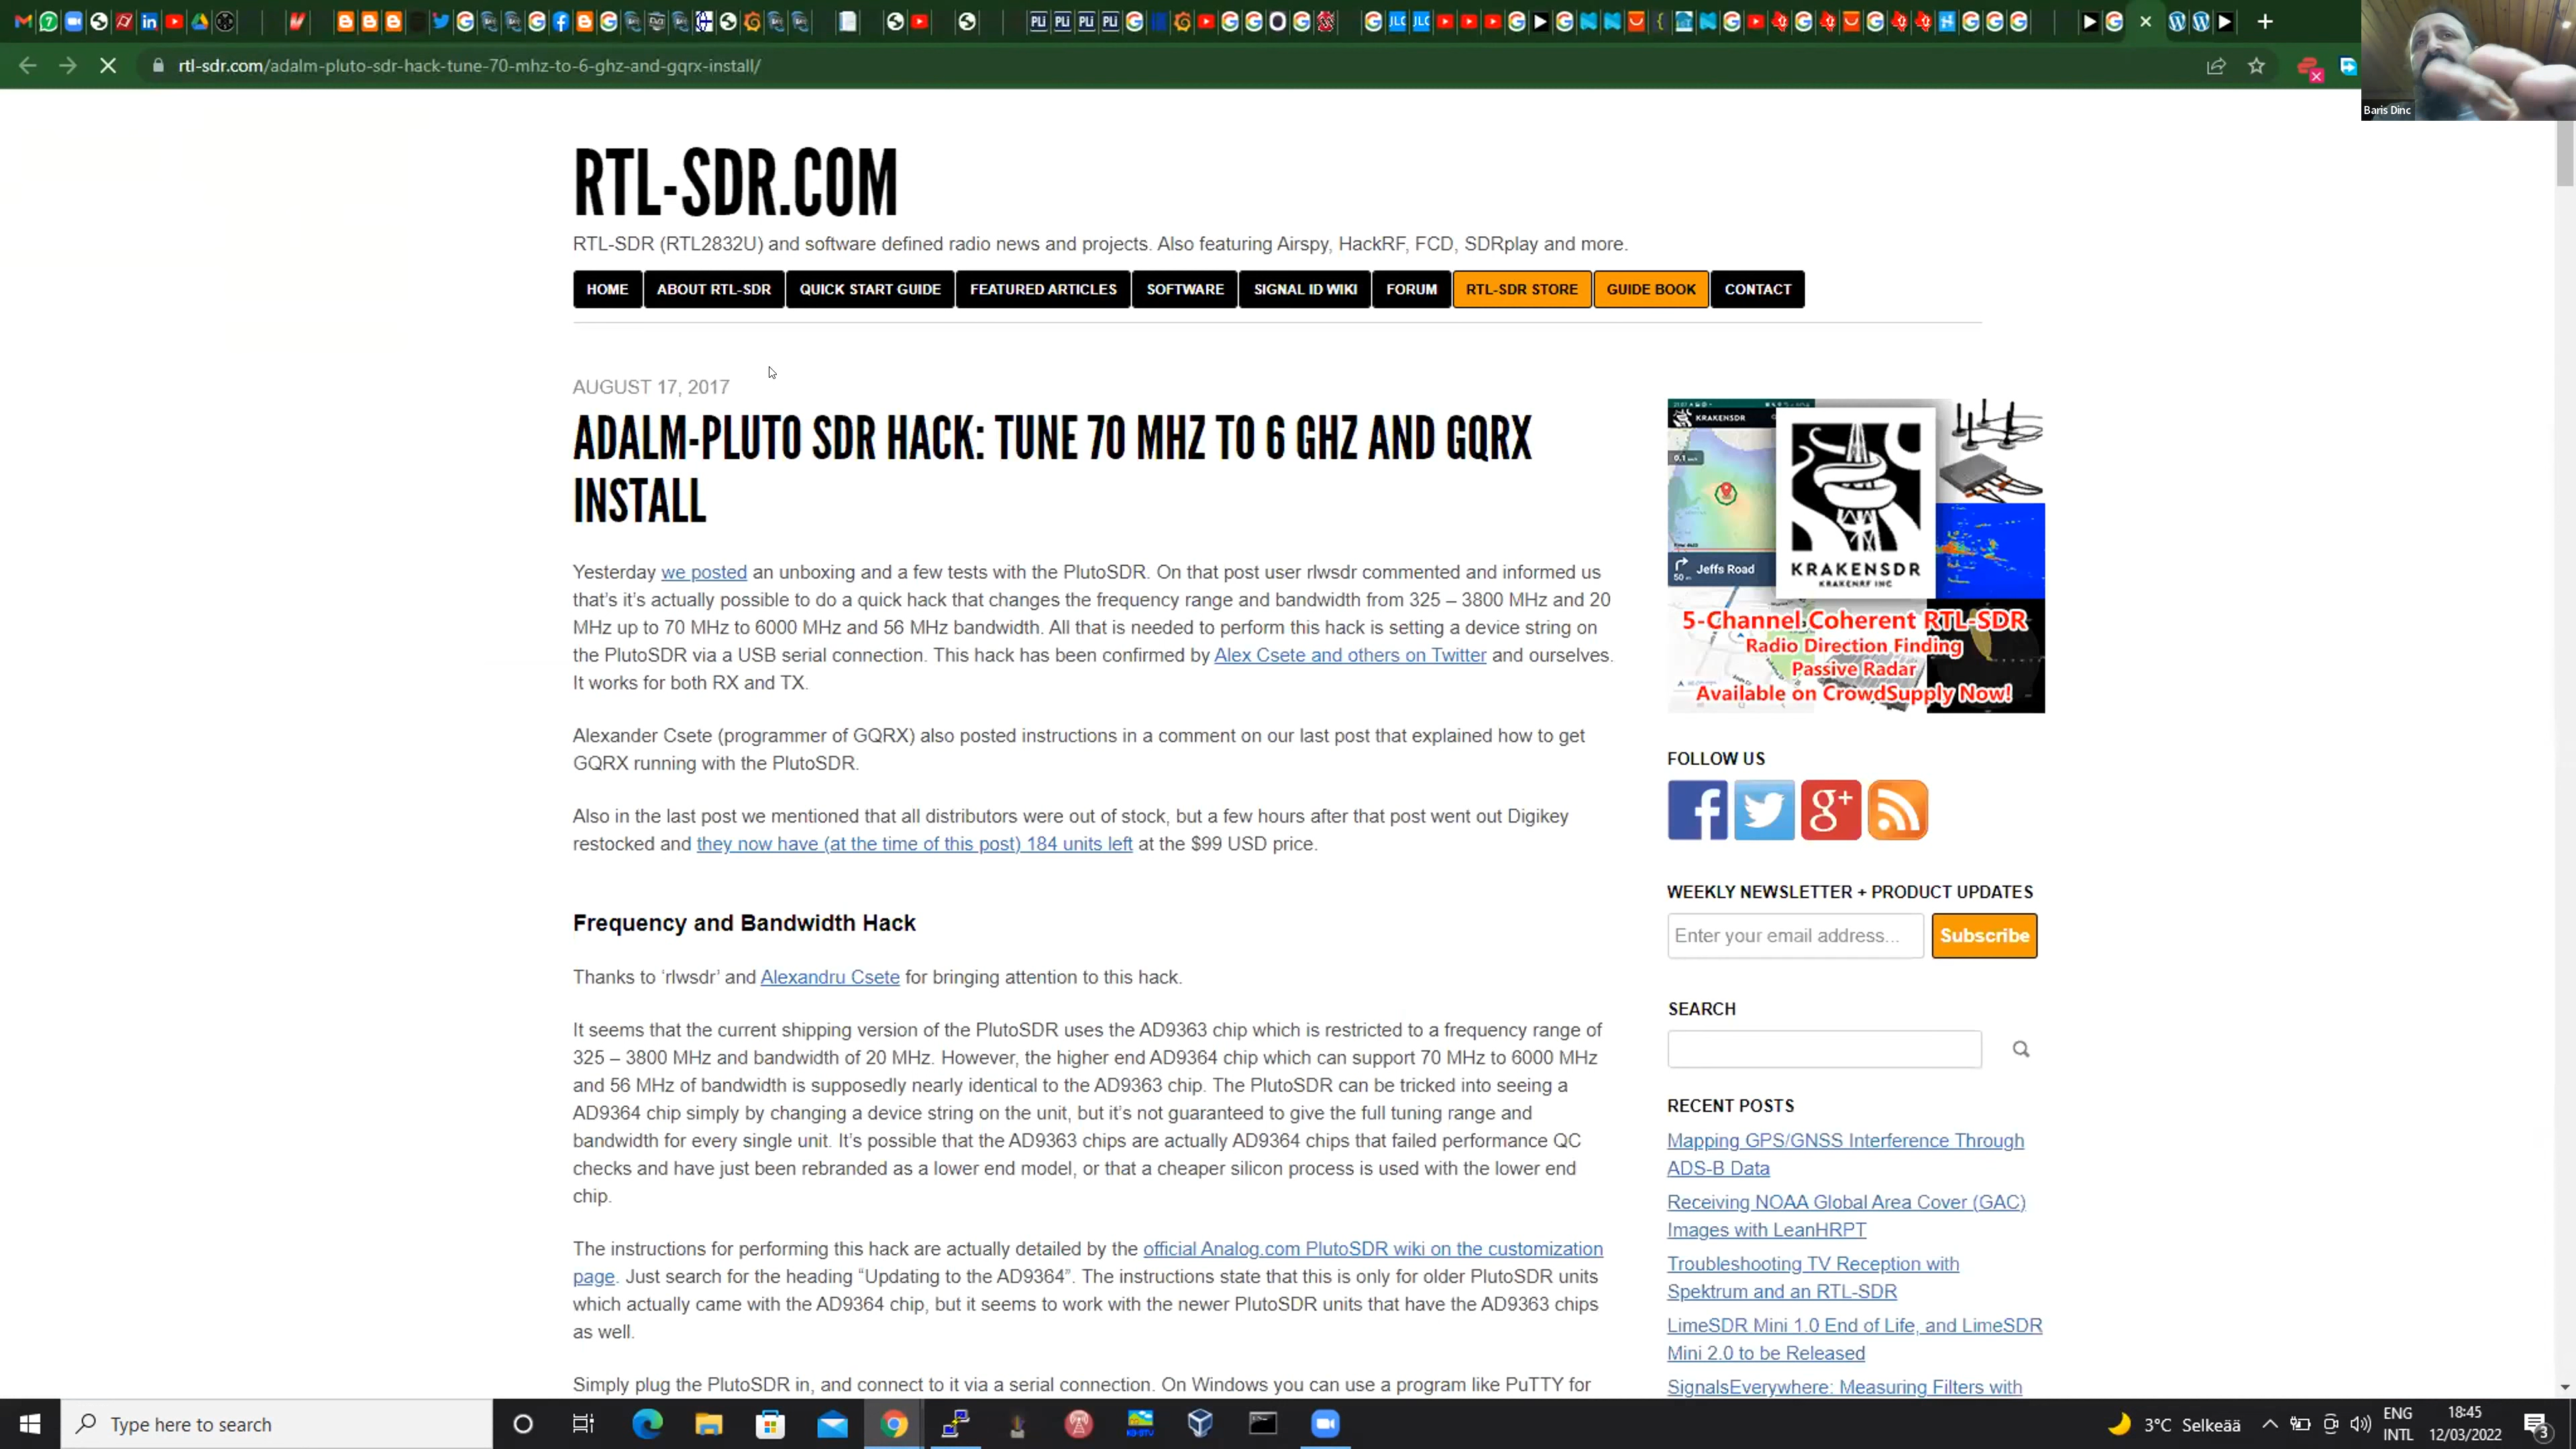 rtl-sdr.com/adalm-pluto-sdr-hack-tune-70-mhz-to-6-ghz-and-gqrx-install/
Baris Dinc
RTL-SDR.COM
RTL-SDR (RTL2832U) and software defined radio news and projects. Also featuring Airspy, HackRF, FCD, SDRplay and more.
HOME ABOUT RTL-SDR QUICK START GUIDE FEATURED ARTICLES SOFTWARE SIGNAL ID WIKI FORUM RTL-SDR STORE GUIDE BOOK CONTACT
AUGUST 17, 2017
ADALM-PLUTO SDR HACK: TUNE 70 MHZ TO 6 GHZ AND GQRX
INSTALL
Yesterday we posted an unboxing and a few tests with the PlutoSDR. On that post user rlwsdr commented and informed us
that's it's actually possible to do a quick hack that changes the frequency range and bandwidth from 325 – 3800 MHz and 20
MHz up to 70 MHz to 6000 MHz and 56 MHz bandwidth. All that is needed to perform this hack is setting a device string on
the PlutoSDR via a USB serial connection. This hack has been confirmed by Alex Csete and others on Twitter and ourselves.
It works for both RX and TX.
Alexander Csete (programmer of GQRX) also posted instructions in a comment on our last post that explained how to get
GQRX running with the PlutoSDR.
Also in the last post we mentioned that all distributors were out of stock, but a few hours after that post went out Digikey
restocked and they now have (at the time of this post) 184 units left at the $99 USD price.
Frequency and Bandwidth Hack
Thanks to 'rlwsdr' and Alexandru Csete for bringing attention to this hack.
It seems that the current shipping version of the PlutoSDR uses the AD9363 chip which is restricted to a frequency range of
325 – 3800 MHz and bandwidth of 20 MHz. However, the higher end AD9364 chip which can support 70 MHz to 6000 MHz
and 56 MHz of bandwidth is supposedly nearly identical to the AD9363 chip. The PlutoSDR can be tricked into seeing a
AD9364 chip simply by changing a device string on the unit, but it's not guaranteed to give the full tuning range and
bandwidth for every single unit. It's possible that the AD9363 chips are actually AD9364 chips that failed performance QC
checks and have just been rebranded as a lower end model, or that a cheaper silicon process is used with the lower end
chip.
The instructions for performing this hack are actually detailed by the official Analog.com PlutoSDR wiki on the customization
page. Just search for the heading “Updating to the AD9364”. The instructions state that this is only for older PlutoSDR units
which actually came with the AD9364 chip, but it seems to work with the newer PlutoSDR units that have the AD9363 chips
as well.
Simply plug the PlutoSDR in, and connect to it via a serial connection. On Windows you can use a program like PuTTY for
KRAKENSDR
0.1
Jeffs Road
50 m
KRAKENSDR
KRAKENRF INC
5-Channel Coherent RTL-SDR
Radio Direction Finding
Passive Radar
Available on CrowdSupply Now!
FOLLOW US
WEEKLY NEWSLETTER + PRODUCT UPDATES
Enter your email address...
Subscribe
SEARCH
RECENT POSTS
Mapping GPS/GNSS Interference Through
ADS-B Data
Receiving NOAA Global Area Cover (GAC)
Images with LeanHRPT
Troubleshooting TV Reception with
Spektrum and an RTL-SDR
LimeSDR Mini 1.0 End of Life, and LimeSDR
Mini 2.0 to be Released
SignalsEverywhere: Measuring Filters with
Type here to search
3°C Selkeää
ENG
INTL
18:45
12/03/2022
3